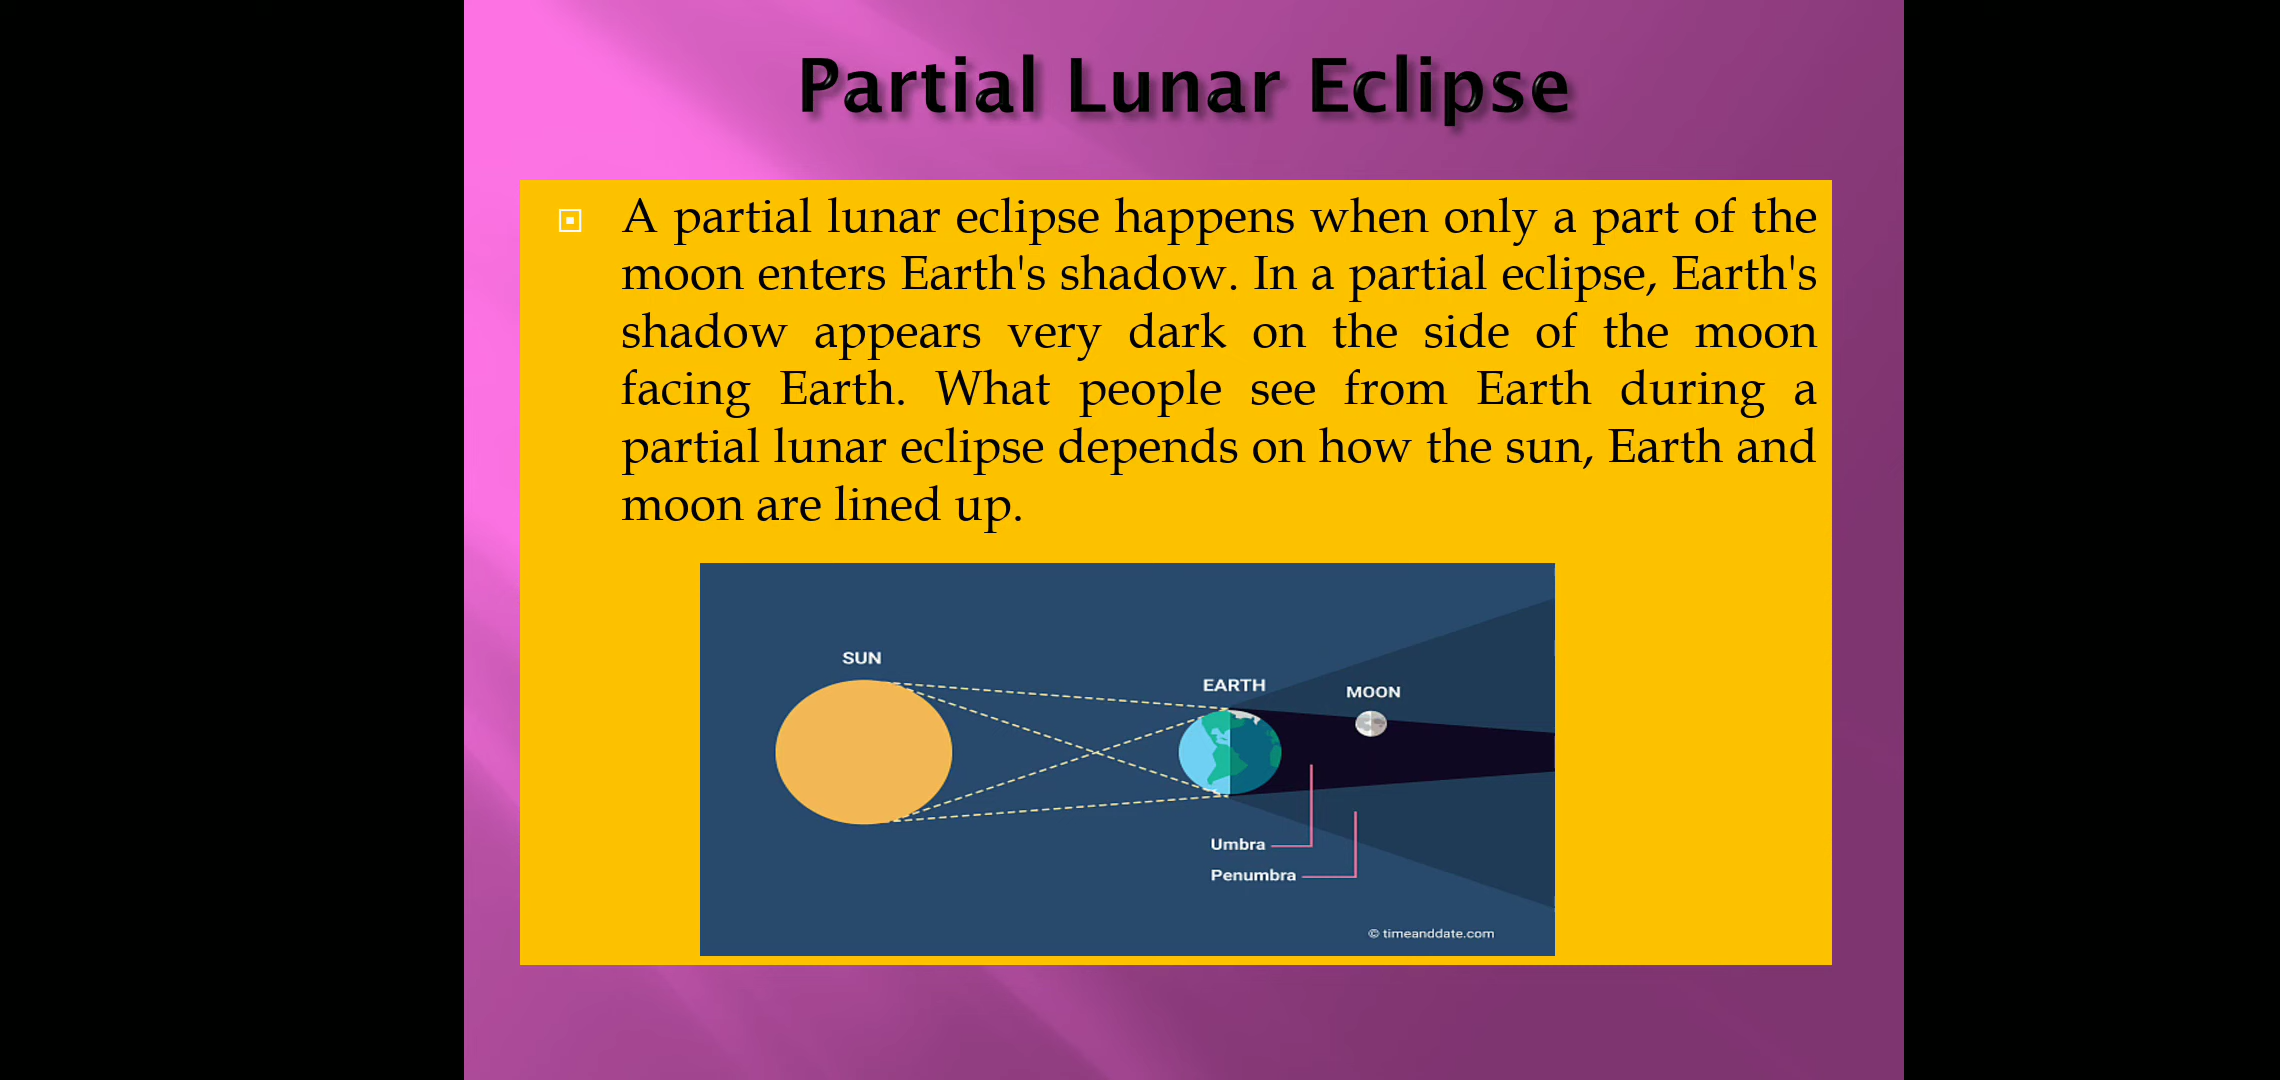 Partial Lunar Eclipse
A partial lunar eclipse happens when only a part of the
moon enters Earth's shadow. In a partial eclipse, Earth's
shadow appears very dark on the side of the moon
facing Earth. What people see from Earth during a
partial lunar eclipse depends on how the sun, Earth and
moon are lined up.
SUN
EARTH
MOON
Umbra
Penumbra
© timeanddate.com